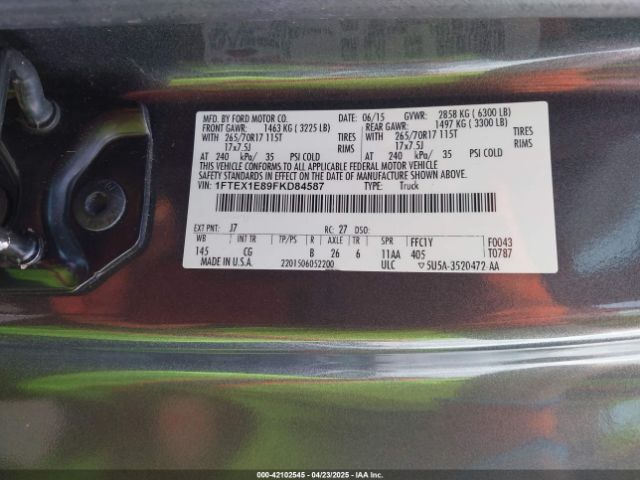 MFD. BY FORD MOTOR CO. DATE: 06/15 GVWR: 2858 KG ( 6300 LB)
FRONT GAWR: 1463 KG ( 3225 LB) REAR GAWR: 1497 KG ( 3300 LB)
WITH 265/70R17 115T TIRES WITH 265/70R17 115T TIRES
17x7.5J RIMS 17x7.5J RIMS
AT 240 kPa/ 35 PSI COLD AT 240 kPa/ 35 PSI COLD
THIS VEHICLE CONFORMS TO ALL APPLICABLE FEDERAL MOTOR VEHICLE
SAFETY STANDARDS IN EFFECT ON THE DATE OF MANUFACTURE SHOWN ABOVE.
VIN: 1FTEX1E89FKD84587 TYPE: Truck
EXT PNT: J7 RC: 27 DSO:
WB INT TR TP/PS R AXLE TR SPR FFC1Y F0043
145 CG B 26 6 11AA 405 T0787
MADE IN U.S.A. 2201506052200 ULC 5U5A-3520472-AA
000-42102545 - 04/23/2025 - IAA Inc.